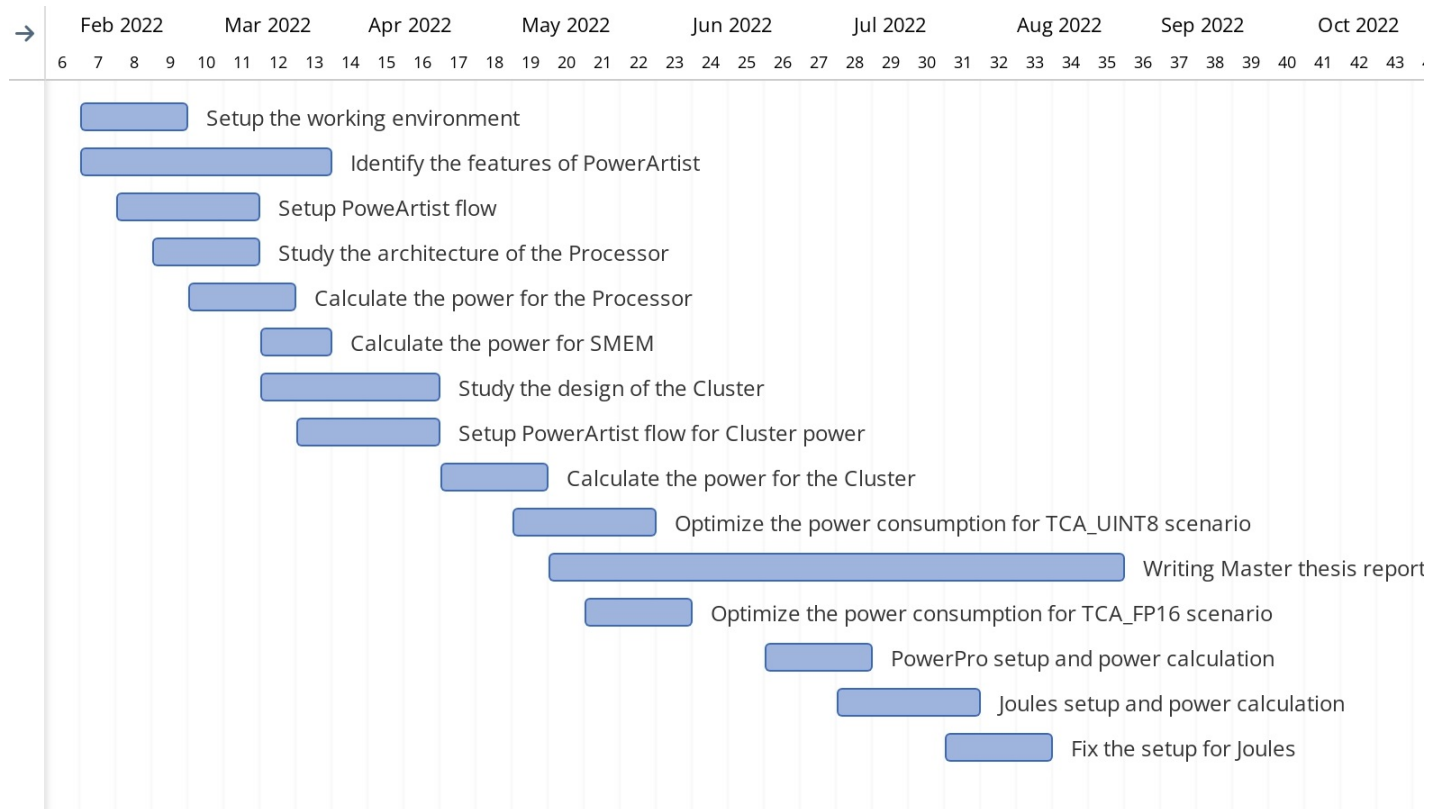 Feb 2022 Mar 2022 Apr 2022 May 2022 Jun 2022 Jul 2022 Aug 2022 Sep 2022 Oct 2022
6 7 8 9 10 11 12 13 14 15 16 17 18 19 20 21 22 23 24 25 26 27 28 29 30 31 32 33 34 35 36 37 38 39 40 41 42 43
Setup the working environment
Identify the features of PowerArtist
Setup PoweArtist flow
Study the architecture of the Processor
Calculate the power for the Processor
Calculate the power for SMEM
Study the design of the Cluster
Setup PowerArtist flow for Cluster power
Calculate the power for the Cluster
Optimize the power consumption for TCA_UINT8 scenario
Writing Master thesis report
Optimize the power consumption for TCA_FP16 scenario
PowerPro setup and power calculation
Joules setup and power calculation
Fix the setup for Joules